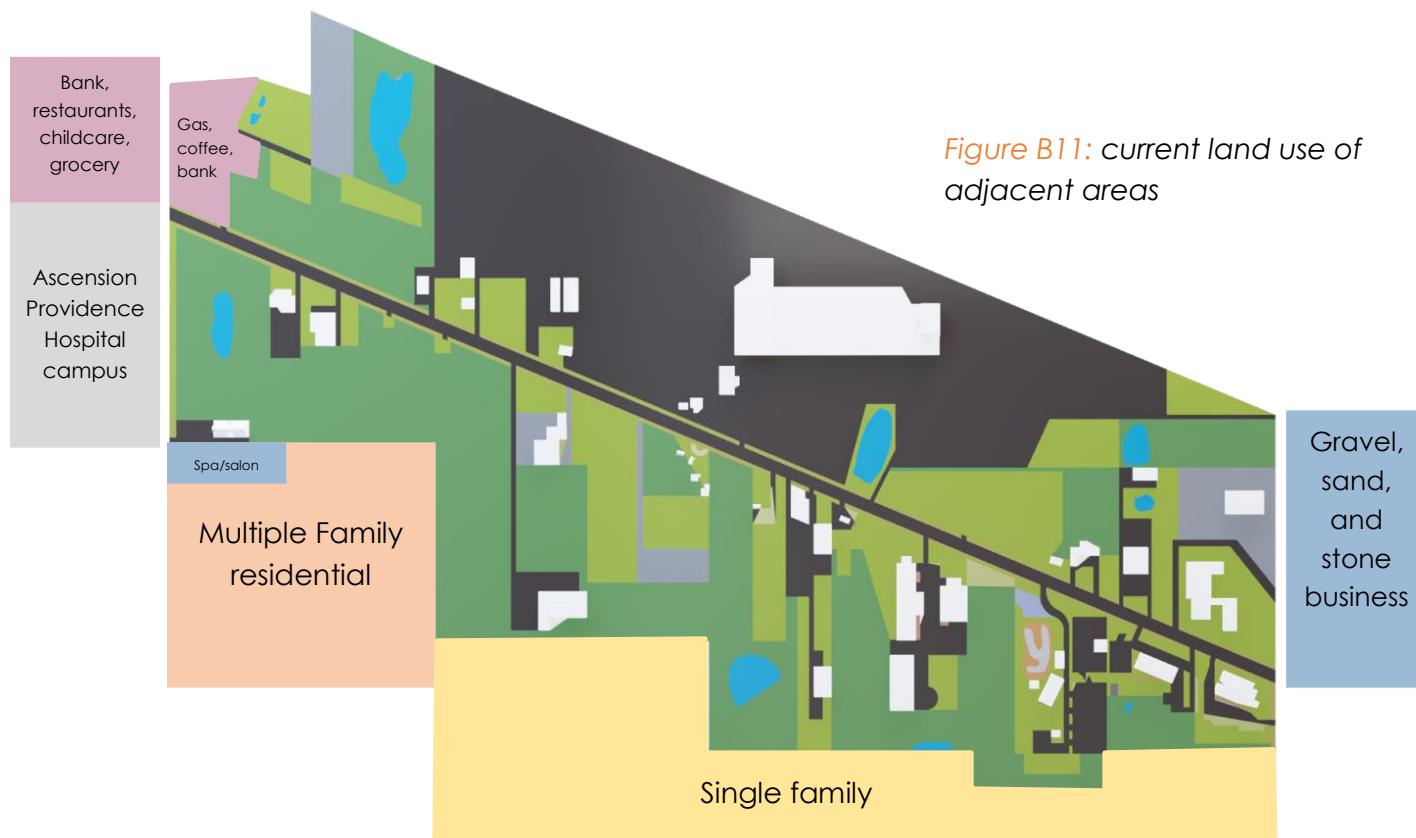 Bank,
restaurants,
childcare,
grocery
Gas,
coffee,
bank
Figure B11: current land use of
adjacent areas
Ascension
Providence
Hospital
campus
Spa/salon
Multiple Family
residential
Gravel,
sand,
and
stone
business
Single family